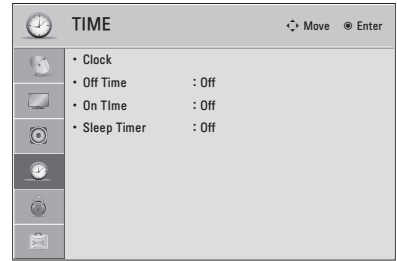 TIME
Move Enter
• Clock
• Off Time : Off
• On TIme : Off
• Sleep Timer : Off